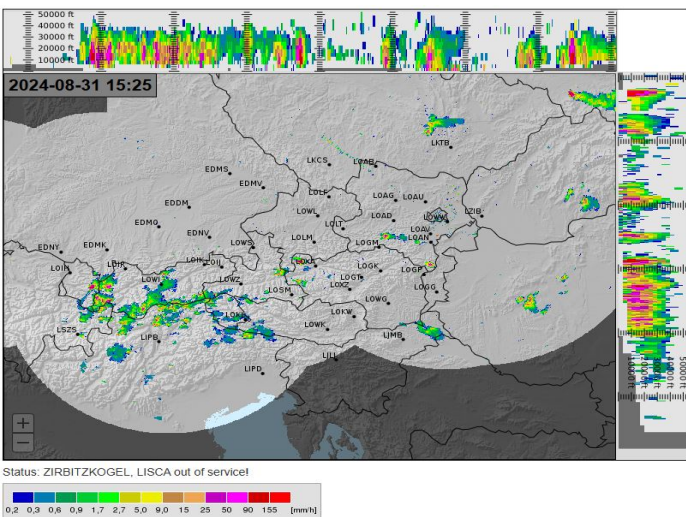 50000 ft
40000 ft
30000 ft
20000 ft
10000 ft
2024-08-31 15:25
LKTB
LKCS
LOAB
EDMS
EDMV
LOLF
LOWL
LOAG
LOAU
EDDM
LOAD
LOWW
LZIB
EDMO
LOLT
LOAV
EDNV
LOAN
EDNY
EDMK
LOWS
LOLM
LOGM
LOIR
LOIH
LOIK
LOIJ
LOXE
LOGK
LOGP
LOWI
LOWZ
LOGT
LOXZ
LOSM
LOGG
LOWG
LOKW
LSZS
LIPB
LOWK
LJMB
LJLJ
LIPD
+
−
Status: ZIRBITZKOGEL, LISCA out of service!
0,2 0,3 0,6 0,9 1,7 2,7 5,0 9,0 15 25 50 90 155 [mm/h]